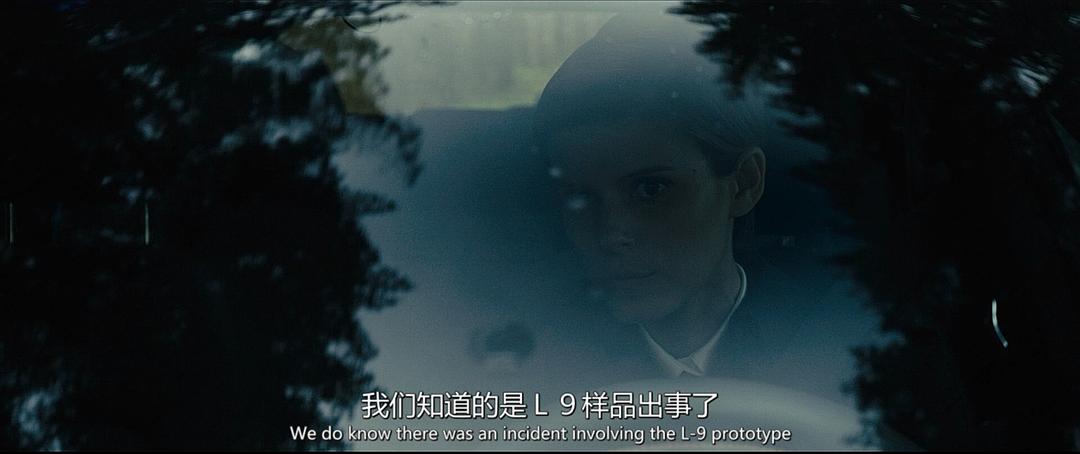 我们知道的是L 9样品出事了
We do know there was an incident involving the L-9 prototype